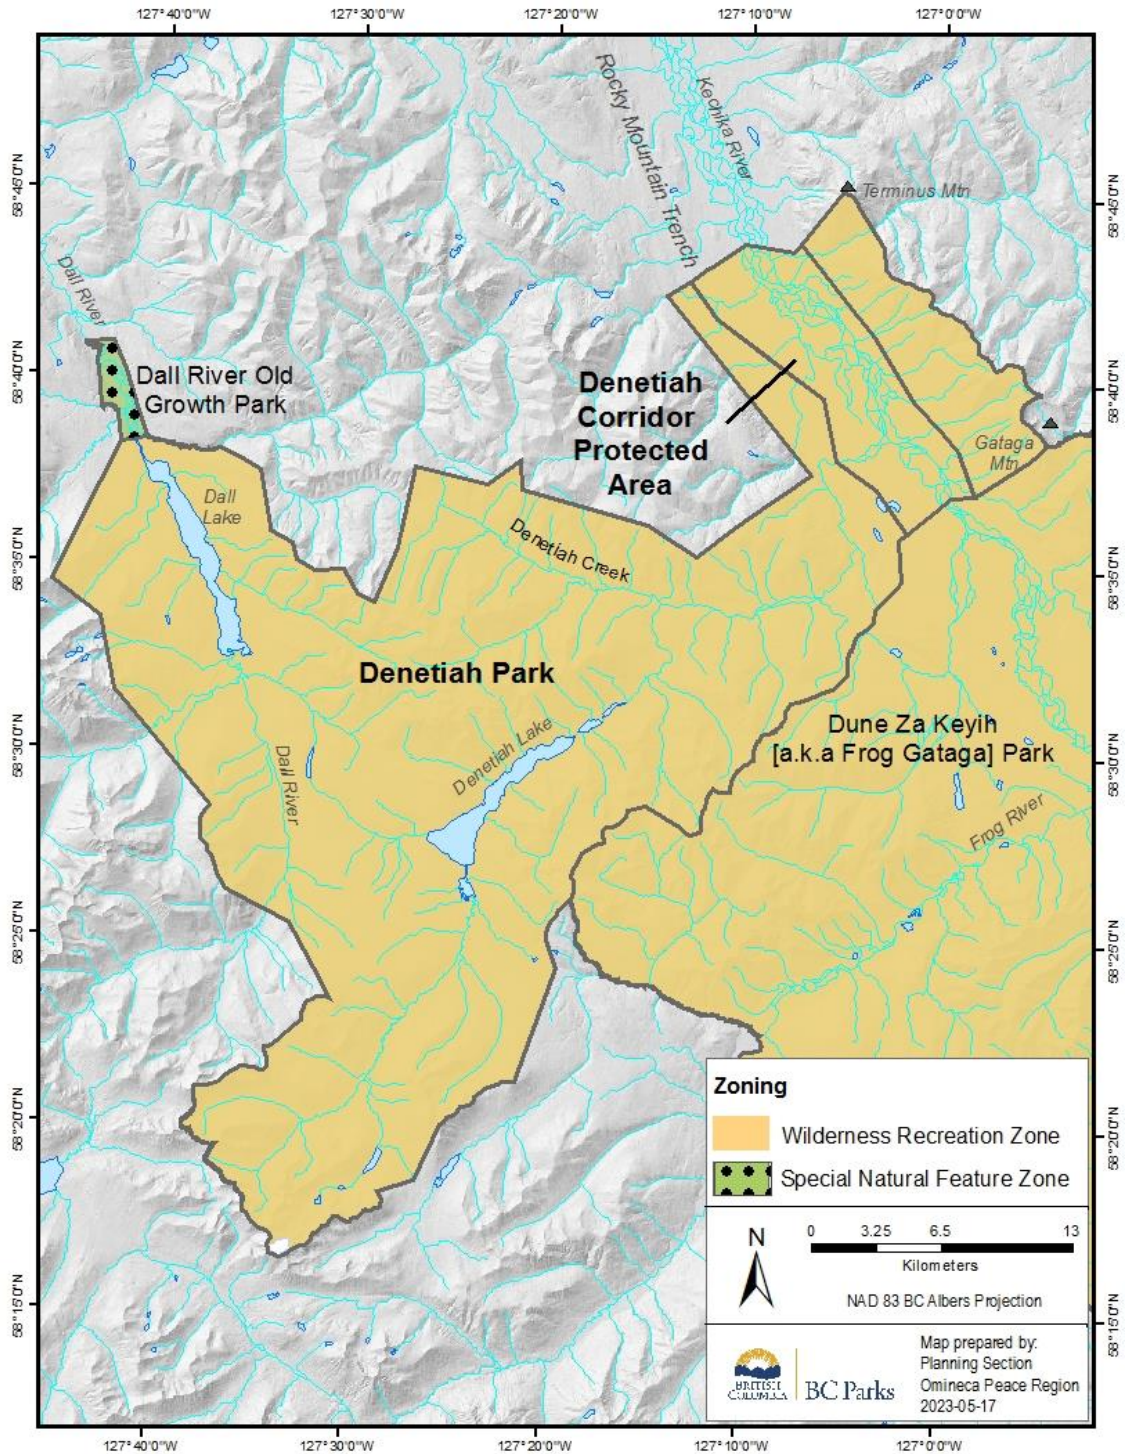 127°40'0"W
127°30'0"W
127°20'0"W
127°10'0"W
127°0'0"W
58°45'0"N
58°40'0"N
58°35'0"N
58°30'0"N
58°25'0"N
58°20'0"N
58°15'0"N
Rocky Mountain Trench
Kechika River
Terminus Mtn
58°45'0"N
Dall River
Dall River Old
Growth Park
Denetiah
Corridor
Protected
Area
58°40'0"N
Gataga
Mtn
Dall
Lake
Denetiah Creek
58°35'0"N
Denetiah Park
Dune Za Keyih
[a.k.a Frog Gataga] Park
Denetiah Lake
Dall River
58°30'0"N
Frog River
58°25'0"N
Zoning
Wilderness Recreation Zone
Special Natural Feature Zone
58°20'0"N
N
0 3.25 6.5 13
Kilometers
NAD 83 BC Albers Projection
58°15'0"N
BRITISH
COLUMBIA
BC Parks
Map prepared by:
Planning Section
Omineca Peace Region
2023-05-17
127°40'0"W
127°30'0"W
127°20'0"W
127°10'0"W
127°0'0"W